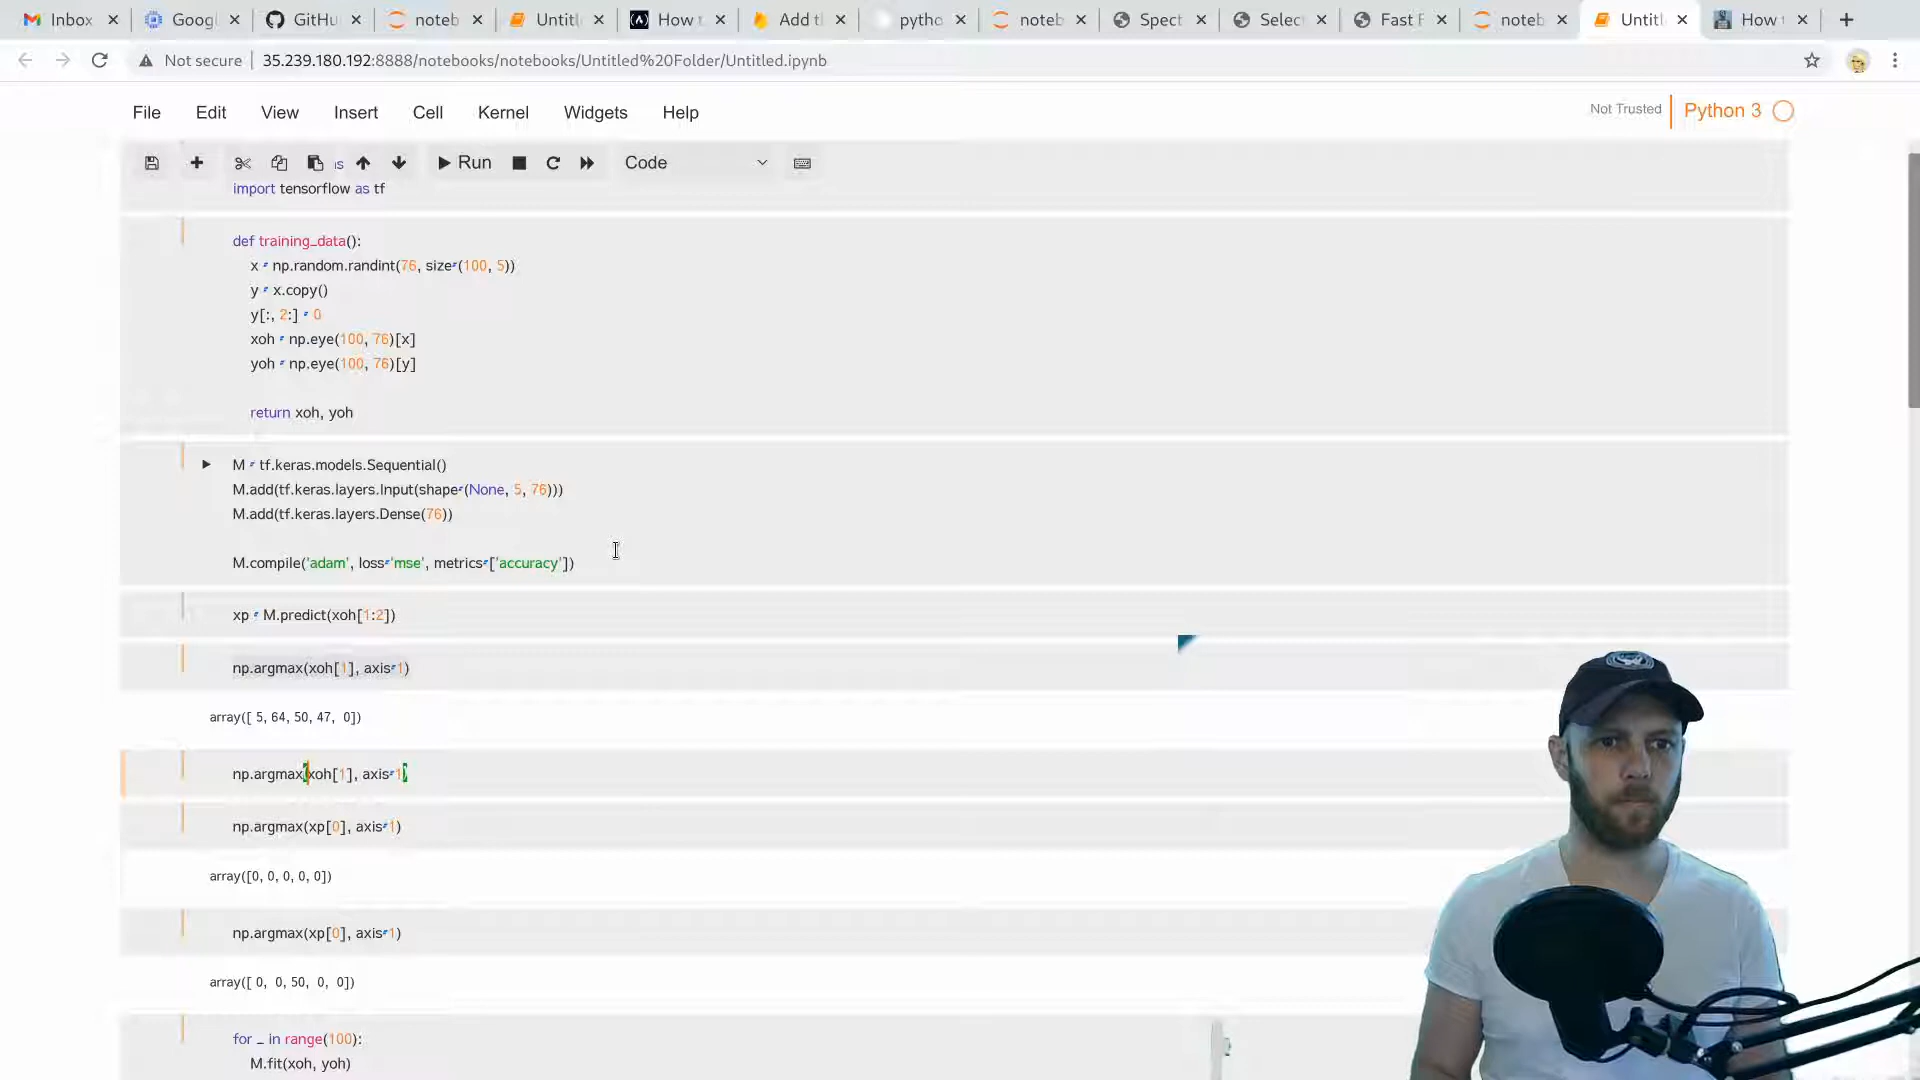 Inbox
Googl
GitHu
noteb
Untitl
How t
Add tl
pytho
noteb
Spect
Selec
Fast F
noteb
Untitl
How t
Not secure
35.239.180.192:8888/notebooks/notebooks/Untitled%20Folder/Untitled.ipynb
File
Edit
View
Insert
Cell
Kernel
Widgets
Help
Not Trusted
Python 3
Run
Code
import tensorflow as tf
def training_data():
x = np.random.randint(76, size=(100, 5))
y = x.copy()
y[:, 2:] = 0
xoh = np.eye(100, 76)[x]
yoh = np.eye(100, 76)[y]
return xoh, yoh
M = tf.keras.models.Sequential()
M.add(tf.keras.layers.Input(shape=(None, 5, 76)))
M.add(tf.keras.layers.Dense(76))
M.compile('adam', loss='mse', metrics=['accuracy'])
xp = M.predict(xoh[1:2])
np.argmax(xoh[1], axis=1)
array([ 5, 64, 50, 47, 0])
np.argmax(xoh[1], axis=1)
np.argmax(xp[0], axis=1)
array([0, 0, 0, 0, 0])
np.argmax(xp[0], axis=1)
array([ 0, 0, 50, 0, 0])
for _ in range(100):
M.fit(xoh, yoh)